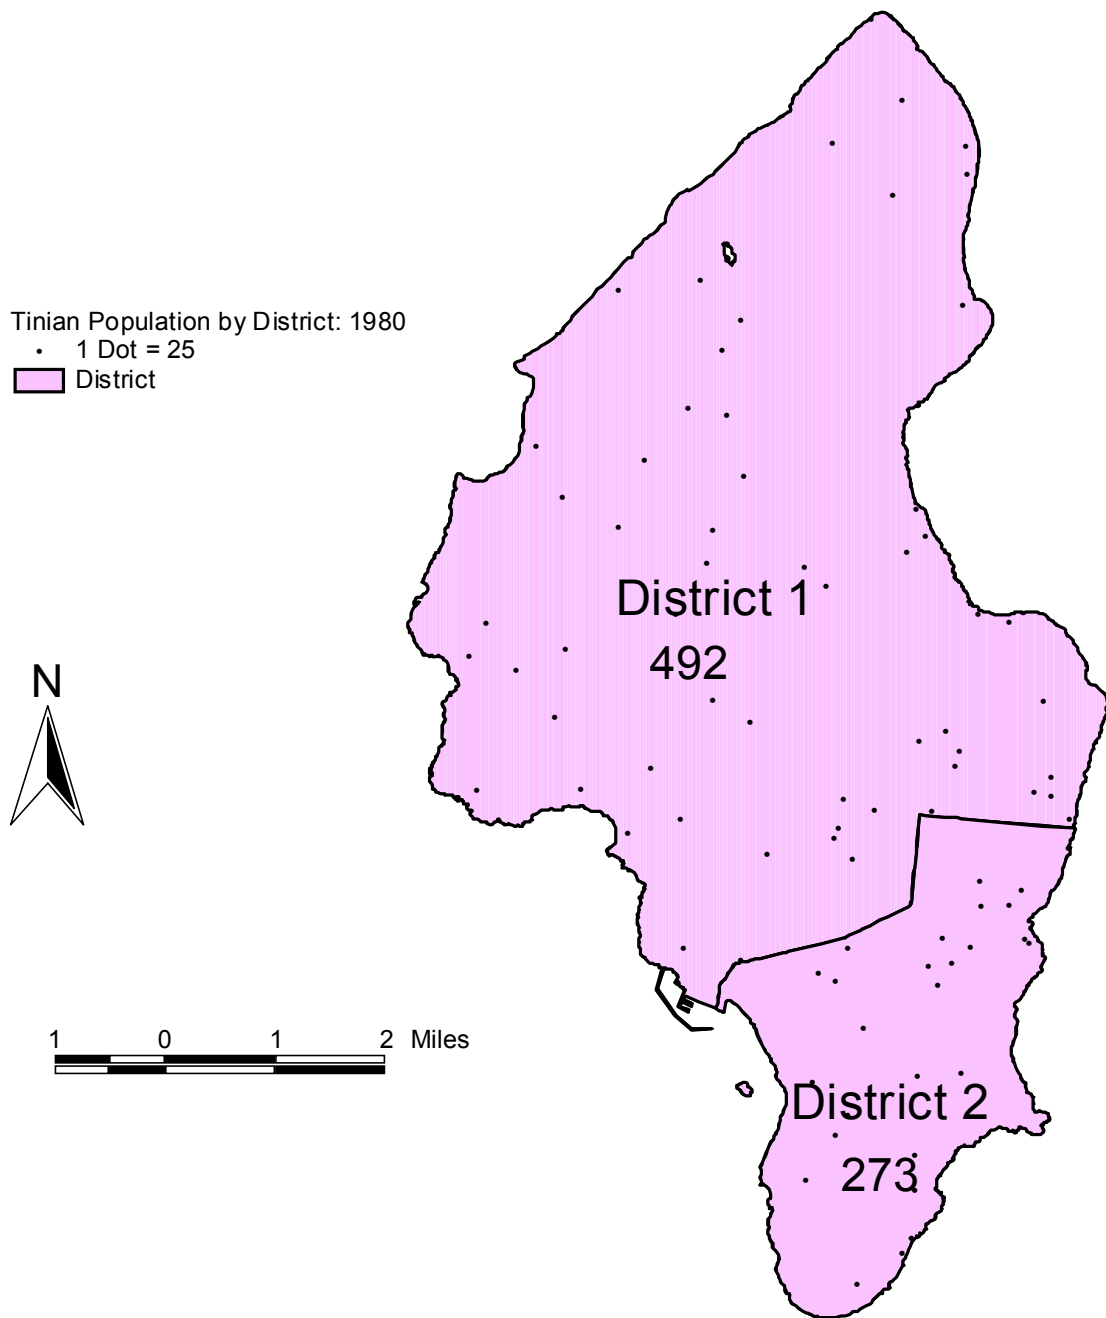 Tinian Population by District: 1980
1 Dot = 25
District
District 1
492
N
1 0 1 2 Miles
District 2
273